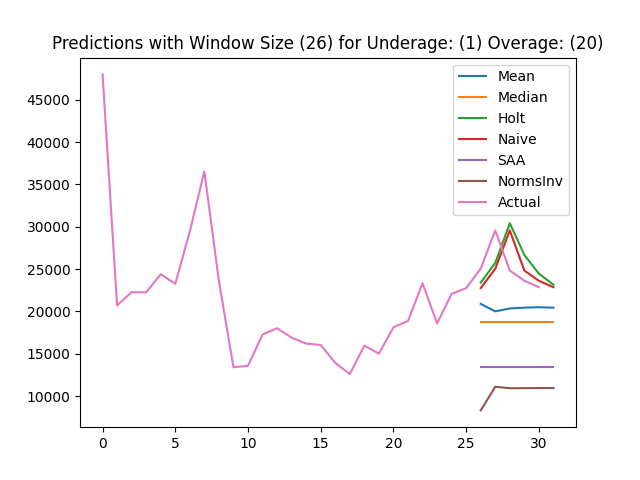 Predictions with Window Size (26) for Underage: (1) Overage: (20)
45000
40000
35000
30000
25000
20000
15000
10000
0
5
10
15
20
25
30
Mean
Median
Holt
Naive
SAA
NormsInv
Actual